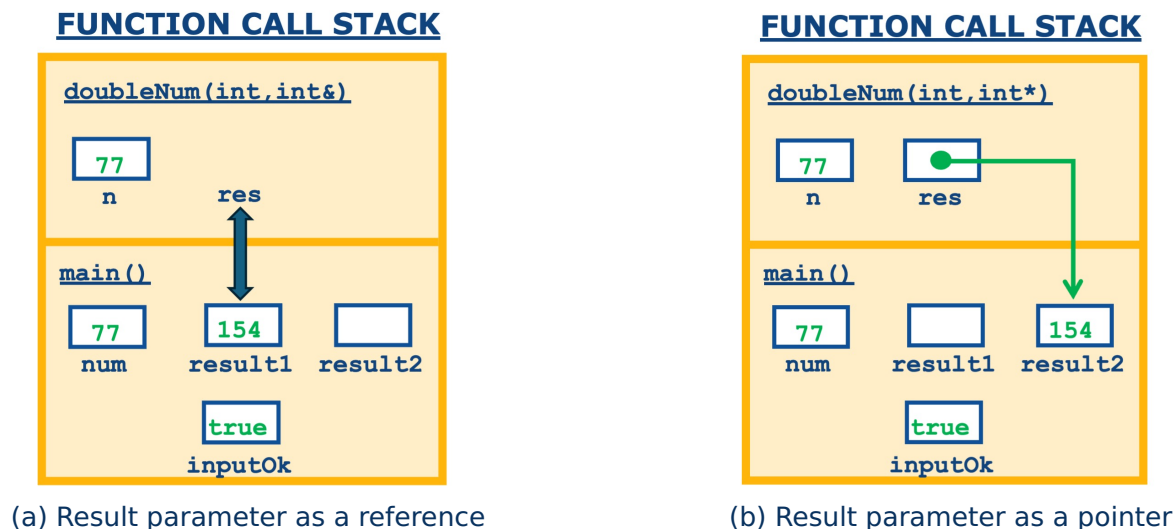 FUNCTION CALL STACK
doubleNum(int,int&)
77
n
res
main()
77
154
num
result1
result2
true
inputOk
(a) Result parameter as a reference
FUNCTION CALL STACK
doubleNum(int,int*)
77
n
res
main()
77
154
num
result1
result2
true
inputOk
(b) Result parameter as a pointer